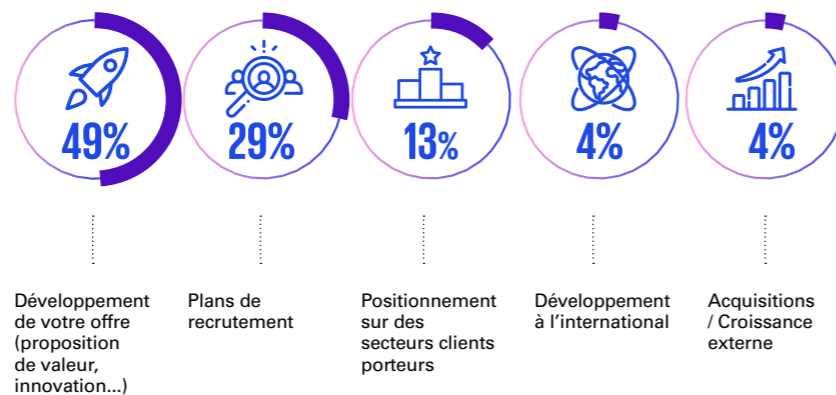 49%
29%
13%
4%
4%
Développement
de votre offre
(proposition
de valeur,
innovation...)
Plans de
recrutement
Positionnement
sur des
secteurs clients
porteurs
Développement
à l’international
Acquisitions
/ Croissance
externe